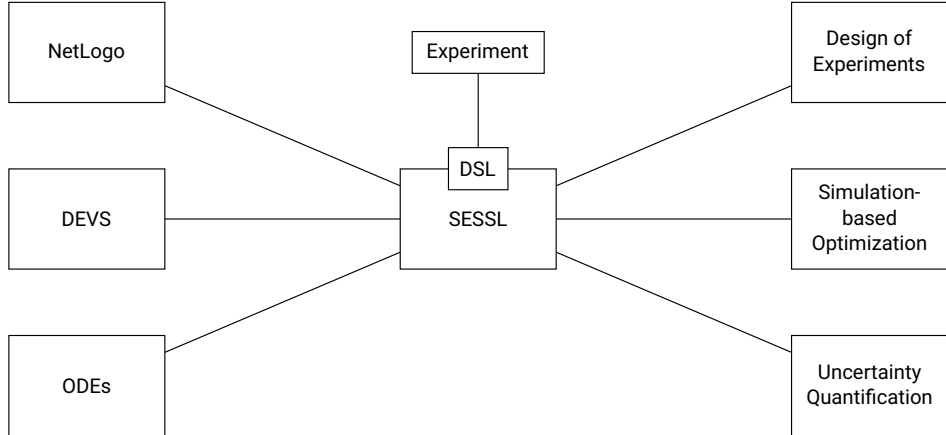 NetLogo
Experiment
Design of
Experiments
DSL
DEVS
SESSL
Simulation-
based
Optimization
ODEs
Uncertainty
Quantification